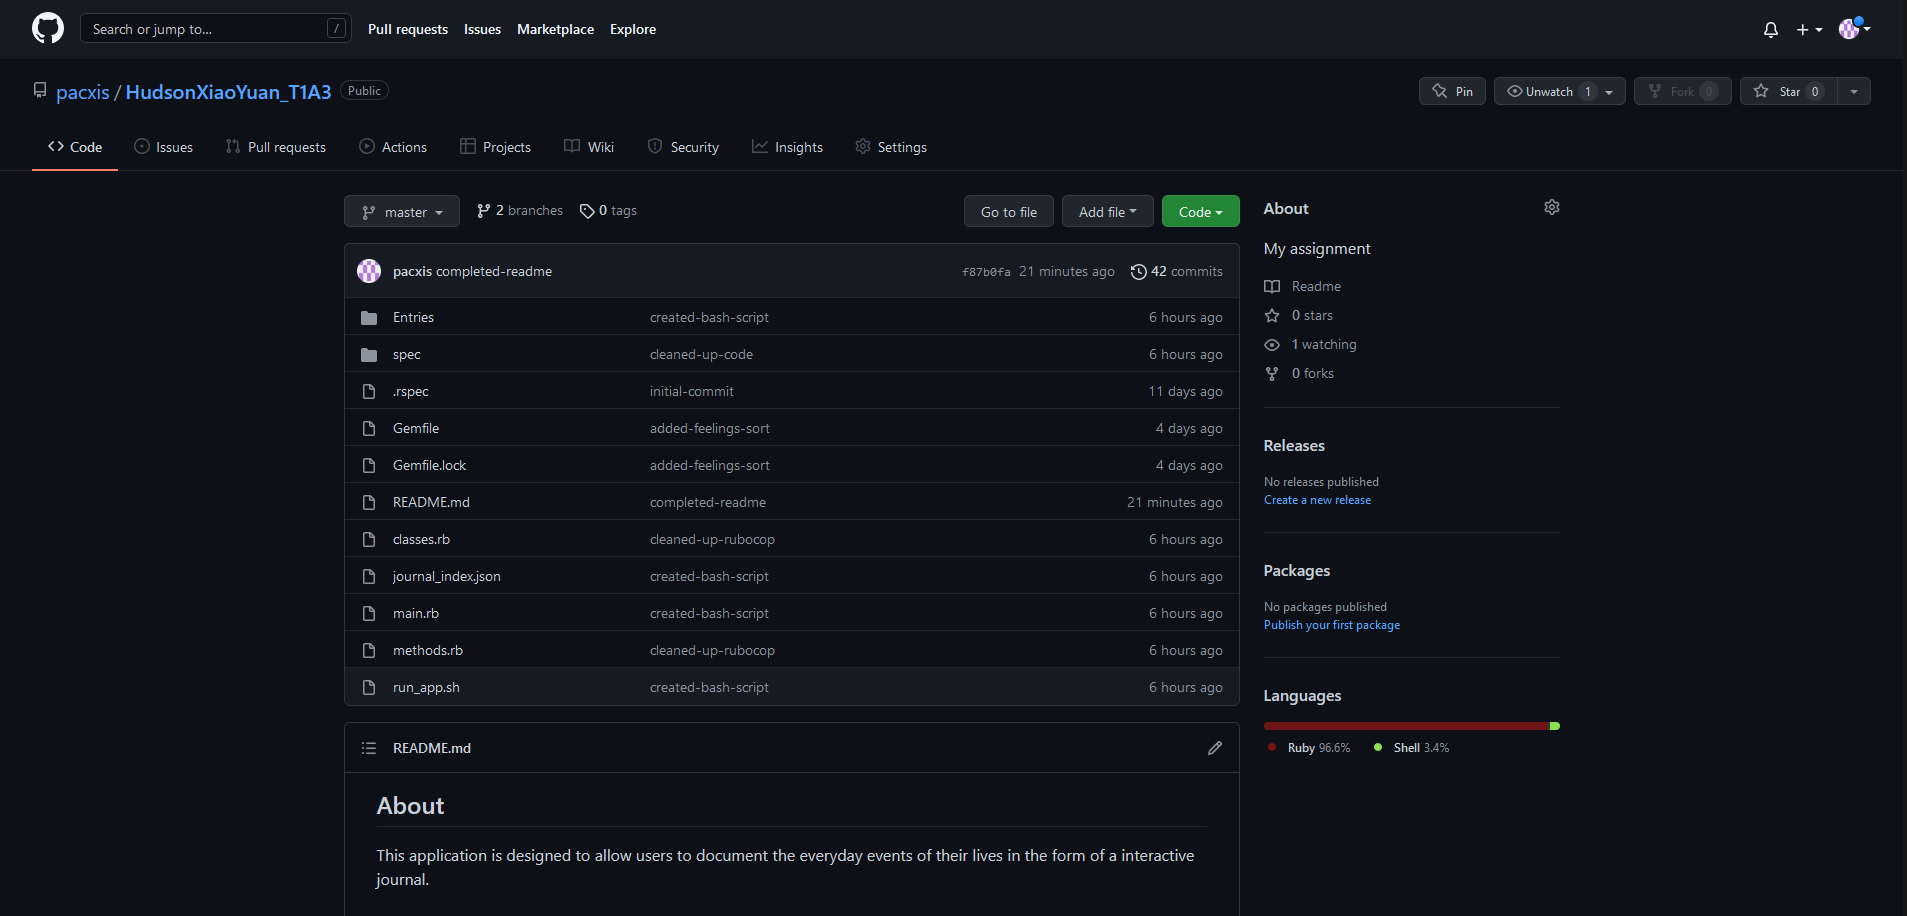 Search or jump to... /
Pull requests Issues Marketplace Explore
pacxis / HudsonXiaoYuan_T1A3 Public
Pin Unwatch 1 Fork 0 Star 0
Code Issues Pull requests Actions Projects Wiki Security Insights Settings
master 2 branches 0 tags Go to file Add file Code
pacxis completed-readme f87b0fa 21 minutes ago 42 commits
Entries created-bash-script 6 hours ago
spec cleaned-up-code 6 hours ago
.rspec initial-commit 11 days ago
Gemfile added-feelings-sort 4 days ago
Gemfile.lock added-feelings-sort 4 days ago
README.md completed-readme 21 minutes ago
classes.rb cleaned-up-rubocop 6 hours ago
journal_index.json created-bash-script 6 hours ago
main.rb created-bash-script 6 hours ago
methods.rb cleaned-up-rubocop 6 hours ago
run_app.sh created-bash-script 6 hours ago
README.md
About
This application is designed to allow users to document the everyday events of their lives in the form of a interactive
journal.
About
My assignment
Readme
0 stars
1 watching
0 forks
Releases
No releases published
Create a new release
Packages
No packages published
Publish your first package
Languages
Ruby 96.6% Shell 3.4%